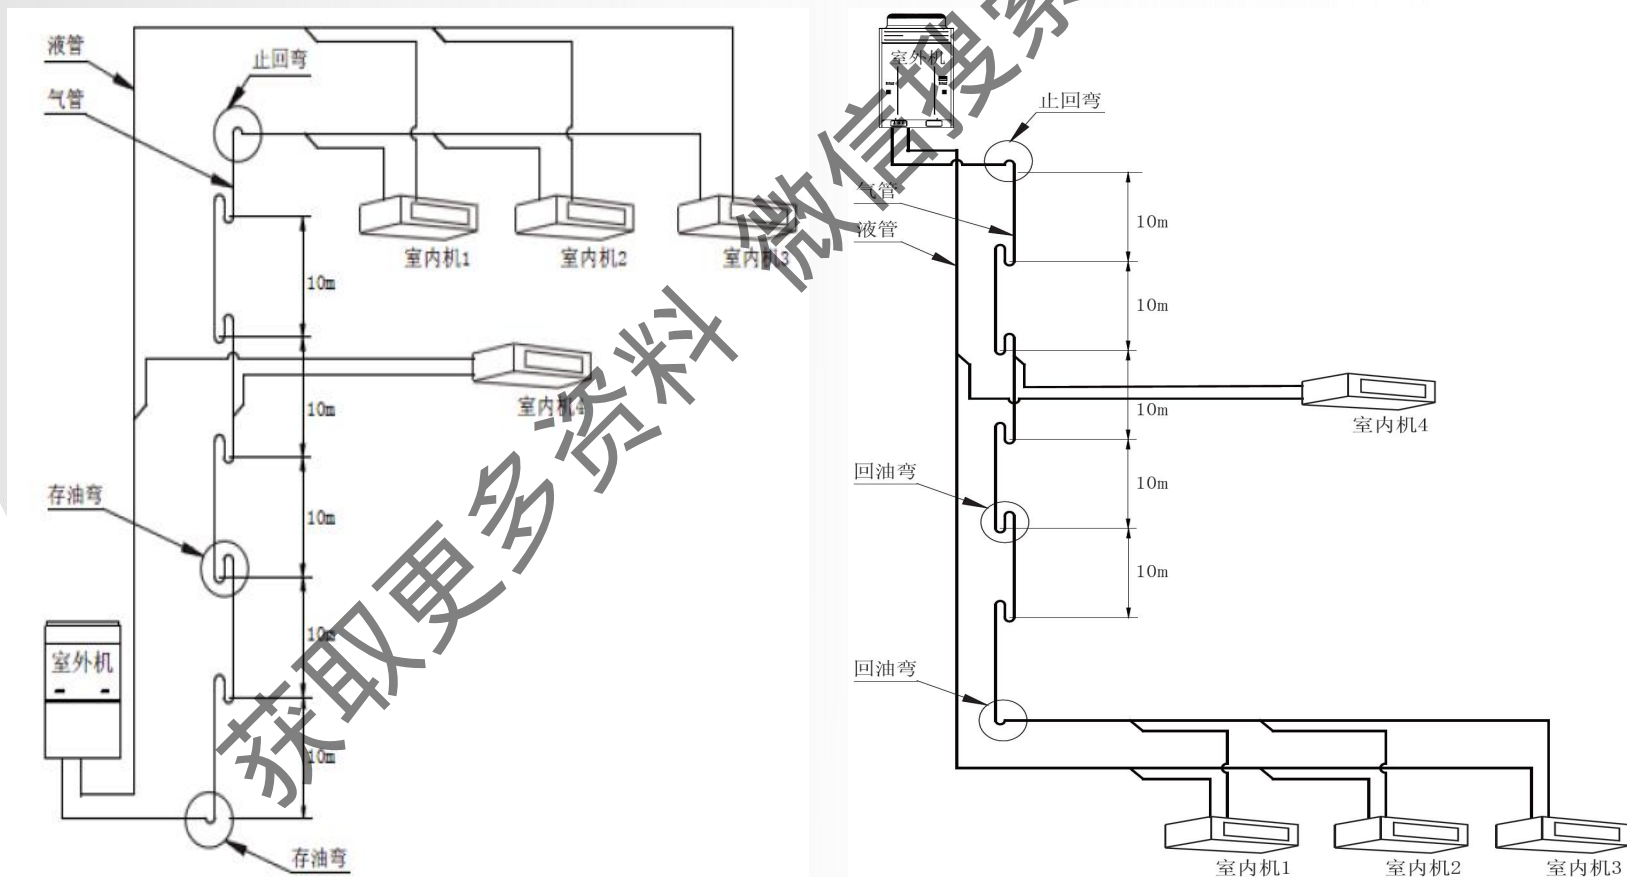 液管
止回弯
气管
室内机1
室内机2
室内机3
10m
室内机4
10m
存油弯
10m
10m
室外机
10m
存油弯
室外机
止回弯
气管
液管
10m
10m
10m
室内机4
回油弯
10m
10m
回油弯
室内机1
室内机2
室内机3
获取更多资料 微信搜索